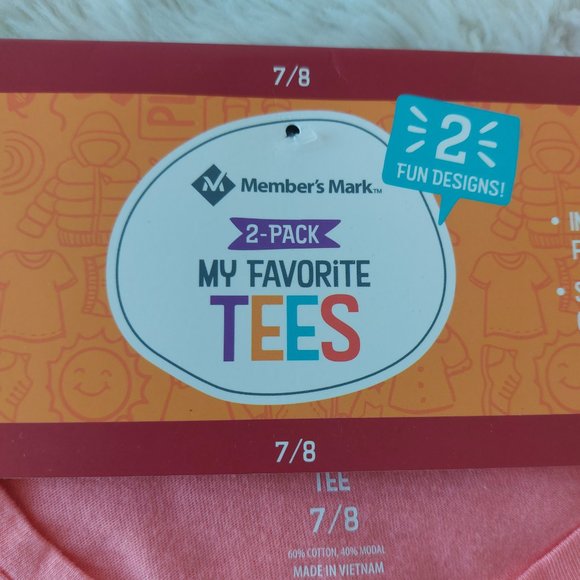 7/8
2
FUN DESIGNS!
Member's Mark™
2-PACK
MY FAVORITE
TEES
7/8
TEE
7/8
60% COTTON, 40% MODAL
MADE IN VIETNAM